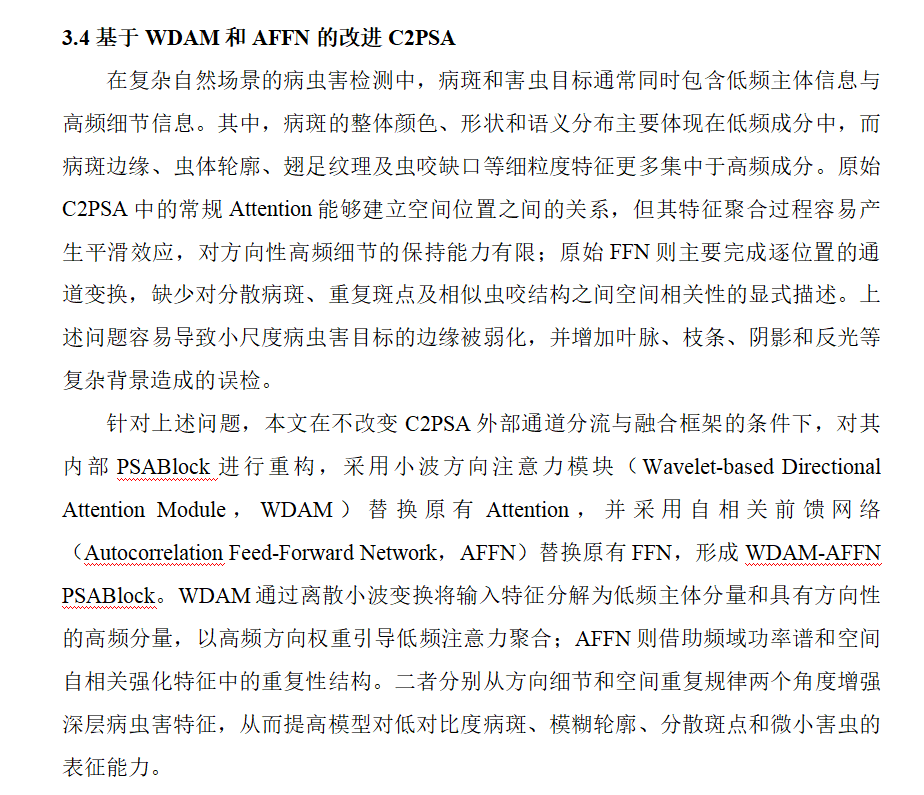 3.4 基于 WDAM 和 AFFN 的改进 C2PSA
在复杂自然场景的病虫害检测中，病斑和害虫目标通常同时包含低频主体信息与
高频细节信息。其中，病斑的整体颜色、形状和语义分布主要体现在低频成分中，而
病斑边缘、虫体轮廓、翅足纹理及虫咬缺口等细粒度特征更多集中于高频成分。原始
C2PSA 中的常规 Attention 能够建立空间位置之间的关系，但其特征聚合过程容易产
生平滑效应，对方向性高频细节的保持能力有限；原始 FFN 则主要完成逐位置的通
道变换，缺少对分散病斑、重复斑点及相似虫咬结构之间空间相关性的显式描述。上
述问题容易导致小尺度病虫害目标的边缘被弱化，并增加叶脉、枝条、阴影和反光等
复杂背景造成的误检。
针对上述问题，本文在不改变 C2PSA 外部通道分流与融合框架的条件下，对其
内部 PSABlock 进行重构，采用小波方向注意力模块（Wavelet-based Directional
Attention Module，WDAM）替换原有 Attention，并采用自相关前馈网络
（Autocorrelation Feed-Forward Network，AFFN）替换原有 FFN，形成 WDAM-AFFN
PSABlock。WDAM 通过离散小波变换将输入特征分解为低频主体分量和具有方向性
的高频分量，以高频方向权重引导低频注意力聚合；AFFN 则借助频域功率谱和空间
自相关强化特征中的重复性结构。二者分别从方向细节和空间重复规律两个角度增强
深层病虫害特征，从而提高模型对低对比度病斑、模糊轮廓、分散斑点和微小害虫的
表征能力。